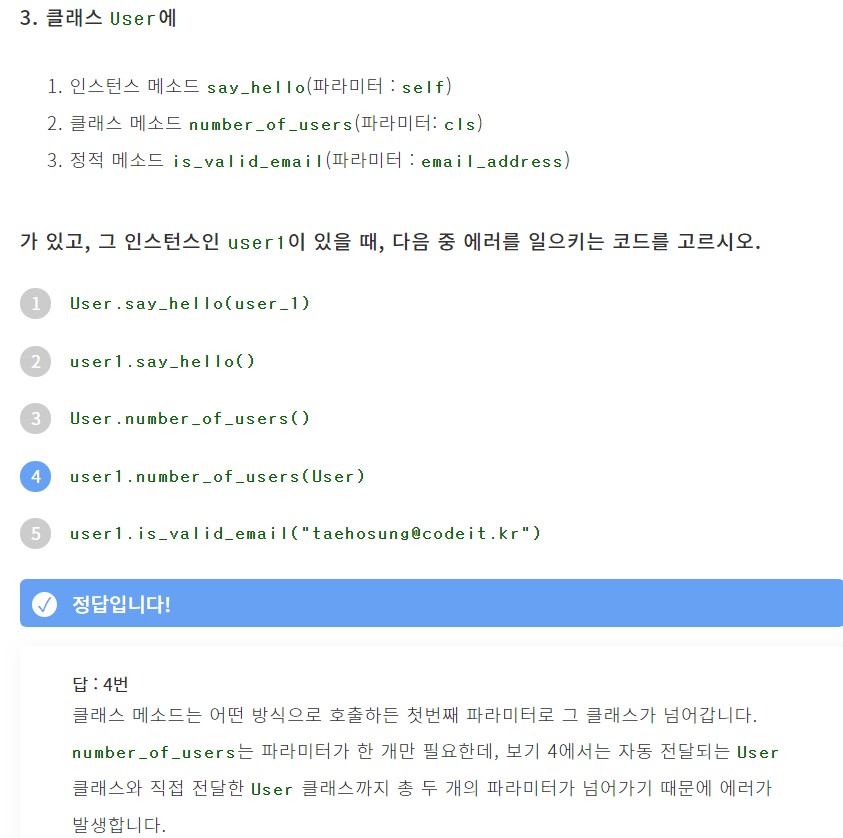 3. 클래스 User에
1. 인스턴스 메소드 say_hello(파라미터 : self)
2. 클래스 메소드 number_of_users(파라미터: cls)
3. 정적 메소드 is_valid_email(파라미터 : email_address)
가 있고, 그 인스턴스인 user1이 있을 때, 다음 중 에러를 일으키는 코드를 고르시오.
1 User.say_hello(user_1)
2 user1.say_hello()
3 User.number_of_users()
4 user1.number_of_users(User)
5 user1.is_valid_email("taehosung@codeit.kr")
정답입니다!
답 : 4번
클래스 메소드는 어떤 방식으로 호출하든 첫번째 파라미터로 그 클래스가 넘어갑니다.
number_of_users는 파라미터가 한 개만 필요한데, 보기 4에서는 자동 전달되는 User
클래스와 직접 전달한 User 클래스까지 총 두 개의 파라미터가 넘어가기 때문에 에러가
발생합니다.